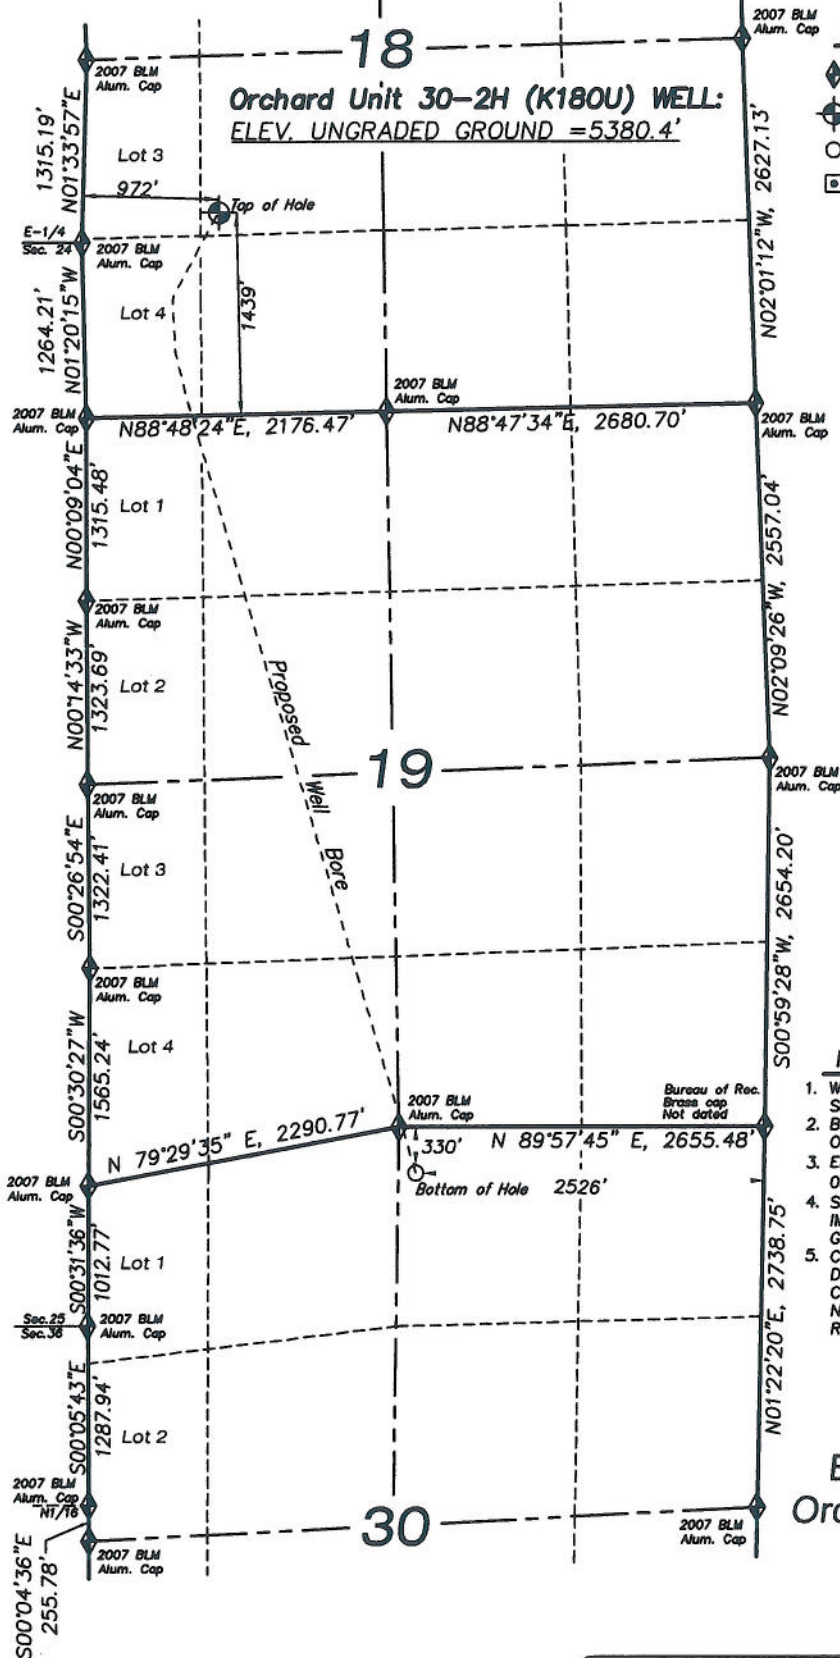 2007 BLM
Alum. Cap
18
2007 BLM
Alum. Cap
Orchard Unit 30-2H (K18OU) WELL:
ELEV. UNGRADED GROUND =5380.4'
1315.19'
N01°33'57"E
Lot 3
972'
Top of Hole
N02°01'12"W, 2627.13'
E-1/4
Sec. 24
2007 BLM
Alum. Cap
1264.21'
N01°20'15"W
Lot 4
1439'
2007 BLM
Alum. Cap
2007 BLM
Alum. Cap
N88°48'24"E, 2176.47'
N88°47'34"E, 2680.70'
2007 BLM
Alum. Cap
N00°09'04"E
1315.48'
Lot 1
N02°09'26"W, 2557.04'
2007 BLM
Alum. Cap
N00°14'33"W
1323.69'
Lot 2
Proposed Well Bore
19
2007 BLM
Alum. Cap
2007 BLM
Alum. Cap
S00°26'54"E
1322.41'
Lot 3
S00°59'28"W, 2654.20'
2007 BLM
Alum. Cap
S00°30'27"W
1565.24'
Lot 4
2007 BLM
Alum. Cap
Bureau of Rec.
Brass cap
Not dated
N 79°29'35" E, 2290.77'
330'
N 89°57'45" E, 2655.48'
2007 BLM
Alum. Cap
Bottom of Hole 2526'
S00°31'36"W
1012.77'
Lot 1
N01°22'20"E, 2738.75'
Sec.25
Sec.36
2007 BLM
Alum. Cap
S00°05'43"E
1287.94'
Lot 2
2007 BLM
Alum. Cap
N1/16
30
2007 BLM
Alum. Cap
2007 BLM
Alum. Cap
S00°04'36"E
255.78'
1. W
S
2. B
O
3. E
O
4. S
IM
G
5. C
D
C
N
R
E
Orc